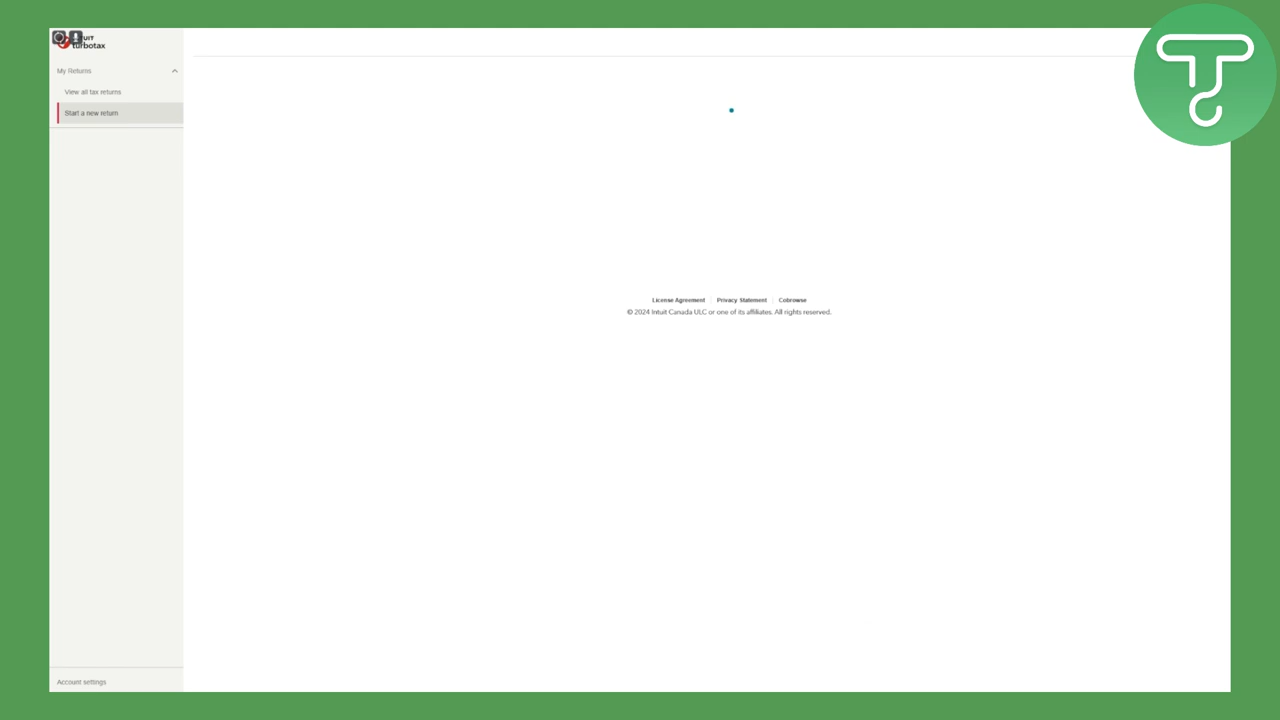 turbotax
My Returns
View all tax returns
Start a new return
License Agreement Privacy Statement Cobrowse
© 2024 Intuit Canada ULC or one of its affiliates. All rights reserved.
Account settings